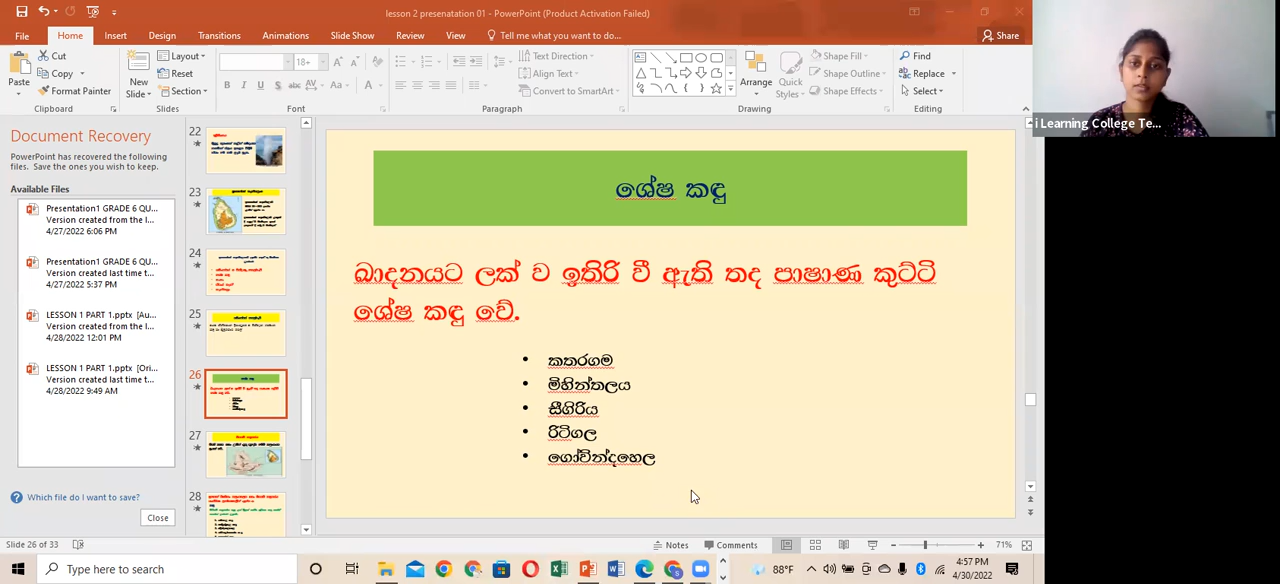 lesson 2 presenatation 01 - PowerPoint (Product Activation Failed)
File Home Insert Design Transitions Animations Slide Show Review View Tell me what you want to do... Share
Paste Cut Copy Format Painter
Clipboard
New Slide Layout Reset Section
Slides
18+
B I U S abc AV Aa A
Font
Text Direction Align Text Convert to SmartArt
Paragraph
Arrange Quick Styles Shape Fill Shape Outline Shape Effects
Drawing
Find Replace Select
Editing
i Learning College Te...
Document Recovery
PowerPoint has recovered the following
files. Save the ones you wish to keep.
Available Files
Presentation1 GRADE 6 QU...
Version created from the l...
4/27/2022 6:06 PM
Presentation1 GRADE 6 QU...
Version created last time t...
4/27/2022 5:37 PM
LESSON 1 PART 1.pptx [Au...
Version created from the l...
4/28/2022 12:01 PM
LESSON 1 PART 1.pptx [Ori...
Version created last time t...
4/28/2022 9:49 AM
Which file do I want to save?
Close
22
23
24
25
26
27
28
ශේෂ කඳු
ඛාදනයට ලක් ව ඉතිරි වී ඇති තද පාෂාණ කුට්ටි
ශේෂ කඳු වේ.
• කතරගම
• මිහින්තලය
• සීගිරිය
• රිටිගල
• ගෝවින්දහෙල
Slide 26 of 33 Notes Comments 71%
Type here to search
88°F
4:57 PM
4/30/2022